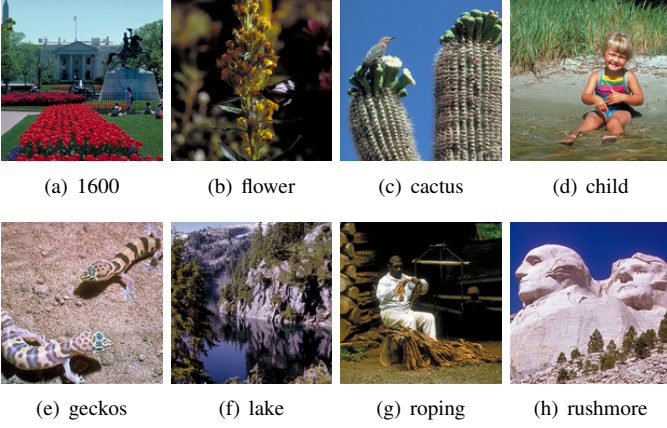 (a) 1600
(b) flower
(c) cactus
(d) child
(e) geckos
(f) lake
(g) roping
(h) rushmore